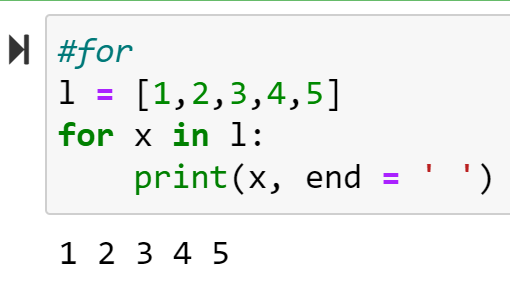 #for
l = [1,2,3,4,5]
for x in l:
    print(x, end = ' ')
1 2 3 4 5